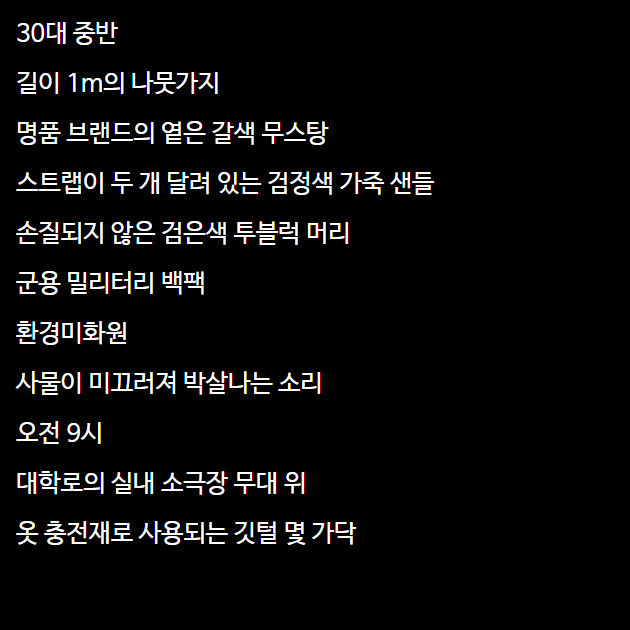 30대 중반
길이 1m의 나뭇가지
명품 브랜드의 옅은 갈색 무스탕
스트랩이 두 개 달려 있는 검정색 가죽 샌들
손질되지 않은 검은색 투블럭 머리
군용 밀리터리 백팩
환경미화원
사물이 미끄러져 박살나는 소리
오전 9시
대학로의 실내 소극장 무대 위
옷 충전재로 사용되는 깃털 몇 가닥